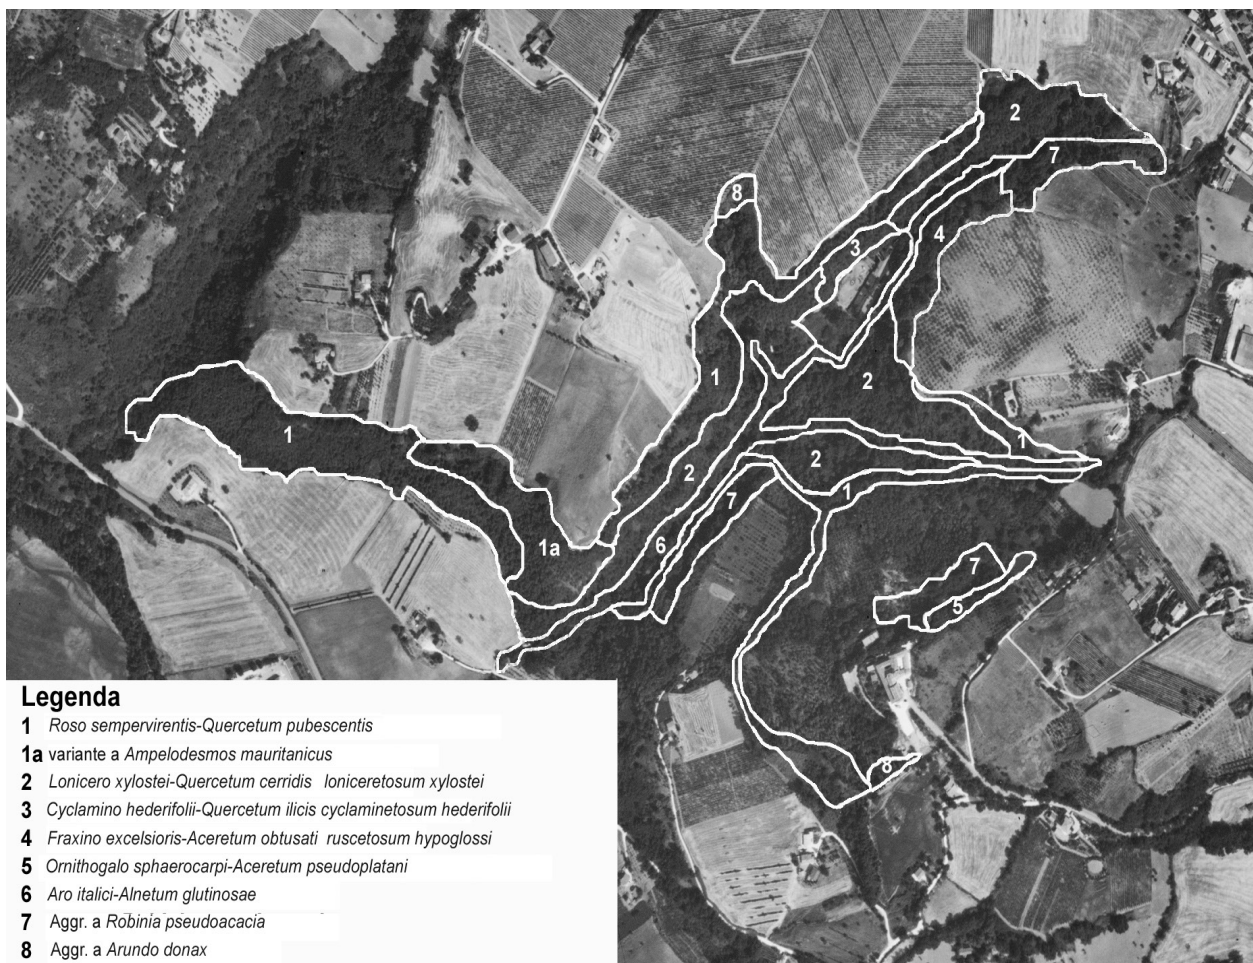 2
7
8
3
4
1
2
1
1
2
2
1
7
1a
6
7
5
8
Legenda
1 Roso sempervirentis-Quercetum pubescentis
1a variante a Ampelodesmos mauritanicus
2 Lonicero xylostei-Quercetum cerridis loniceretosum xylostei
3 Cyclamino hederifolii-Quercetum ilicis cyclaminetosum hederifolii
4 Fraxino excelsioris-Aceretum obtusati ruscetosum hypoglossi
5 Ornithogalo sphaerocarpi-Aceretum pseudoplatani
6 Aro italici-Alnetum glutinosae
7 Aggr. a Robinia pseudoacacia
8 Aggr. a Arundo donax